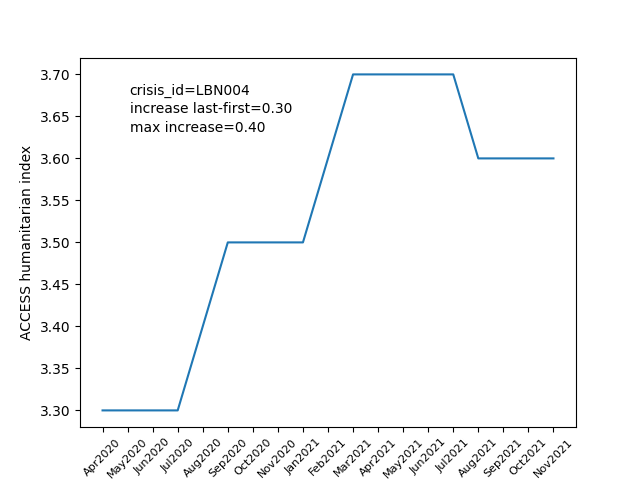 crisis_id=LBN004
increase last-first=0.30
max increase=0.40
ACCESS humanitarian index
3.70
3.65
3.60
3.55
3.50
3.45
3.40
3.35
3.30
Apr2020
May2020
Jun2020
Jul2020
Aug2020
Sep2020
Oct2020
Nov2020
Jan2021
Feb2021
Mar2021
Apr2021
May2021
Jun2021
Jul2021
Aug2021
Sep2021
Oct2021
Nov2021